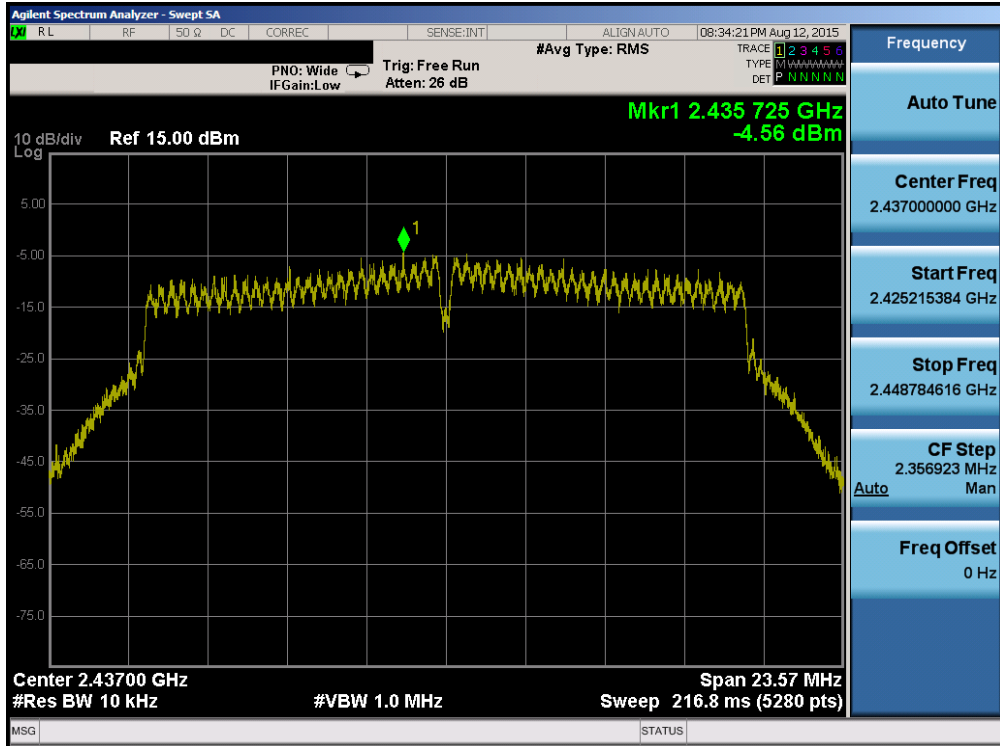 Agilent Spectrum Analyzer - Swept SA
LXI RL RF 50 Ω DC CORREC SENSE:INT ALIGN AUTO 08:34:21 PM Aug 12, 2015
#Avg Type: RMS
TRACE 1 2 3 4 5 6
TYPE M W W W W W
DET P N N N N N
PNO: Wide
IFGain:Low
Trig: Free Run
Atten: 26 dB
Mkr1 2.435 725 GHz
-4.56 dBm
10 dB/div Ref 15.00 dBm
Log
1
5.00
-5.00
-15.0
-25.0
-35.0
-45.0
-55.0
-65.0
-75.0
Center 2.43700 GHz Span 23.57 MHz
#Res BW 10 kHz #VBW 1.0 MHz Sweep 216.8 ms (5280 pts)
MSG STATUS
Frequency
Auto Tune
Center Freq
2.437000000 GHz
Start Freq
2.425215384 GHz
Stop Freq
2.448784616 GHz
CF Step
2.356923 MHz
Auto Man
Freq Offset
0 Hz